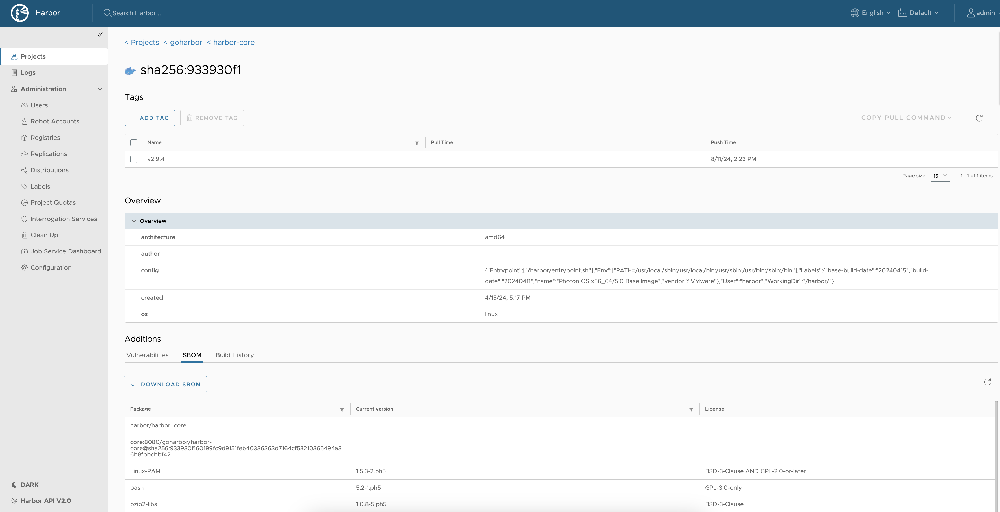 Harbor
Search Harbor...
English
Default
admin
Projects
Logs
Administration
Users
Robot Accounts
Registries
Replications
Distributions
Labels
Project Quotas
Interrogation Services
Clean Up
Job Service Dashboard
Configuration
DARK
Harbor API V2.0
< Projects < goharbor < harbor-core
sha256:933930f1
Tags
ADD TAG
REMOVE TAG
COPY PULL COMMAND
Name Pull Time Push Time
v2.9.4 8/11/24, 2:23 PM
Page size 15 1 - 1 of 1 items
Overview
Overview
architecture amd64
author
config {"Entrypoint":["/harbor/entrypoint.sh"],"Env":["PATH=/usr/local/sbin:/usr/local/bin:/usr/sbin:/usr/bin:/sbin:/bin"],"Labels":{"base-build-date":"20240415","build-
date":"20240411","name":"Photon OS x86_64/5.0 Base Image","vendor":"VMware"},"User":"harbor","WorkingDir":"/harbor/"}
created 4/15/24, 5:17 PM
os linux
Additions
Vulnerabilities SBOM Build History
DOWNLOAD SBOM
Package Current version License
harbor/harbor_core
core:8080/goharbor/harbor-
core@sha256:933930f160199fc9d9151feb40336363d7164cf53210365494a3
6b8fbbcbbf42
Linux-PAM 1.5.3-2.ph5 BSD-3-Clause AND GPL-2.0-or-later
bash 5.2-1.ph5 GPL-3.0-only
bzip2-libs 1.0.8-5.ph5 BSD-3-Clause